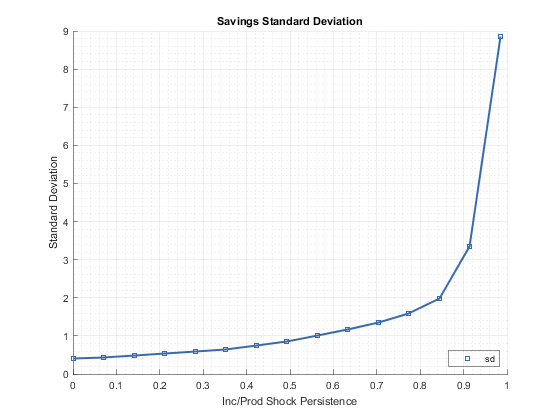 Savings Standard Deviation
9
8
7
6
5
4
3
2
1
0
Standard Deviation
0 0.1 0.2 0.3 0.4 0.5 0.6 0.7 0.8 0.9 1
Inc/Prod Shock Persistence
sd